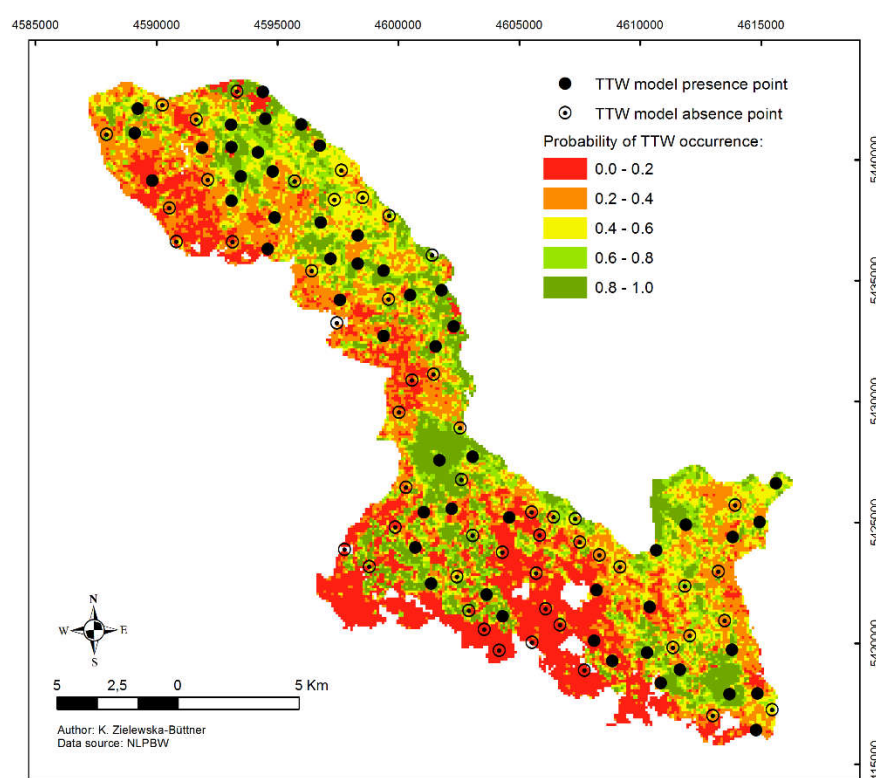 4585000 4590000 4595000 4600000 4605000 4610000 4615000
TTW model presence point
TTW model absence point
Probability of TTW occurrence:
0.0 - 0.2
0.2 - 0.4
0.4 - 0.6
0.6 - 0.8
0.8 - 1.0
5440000
5435000
5430000
5425000
5420000
5415000
N
W E
S
5 2,5 0 5 Km
Author: K. Zielewska-Büttner
Data source: NLPBW